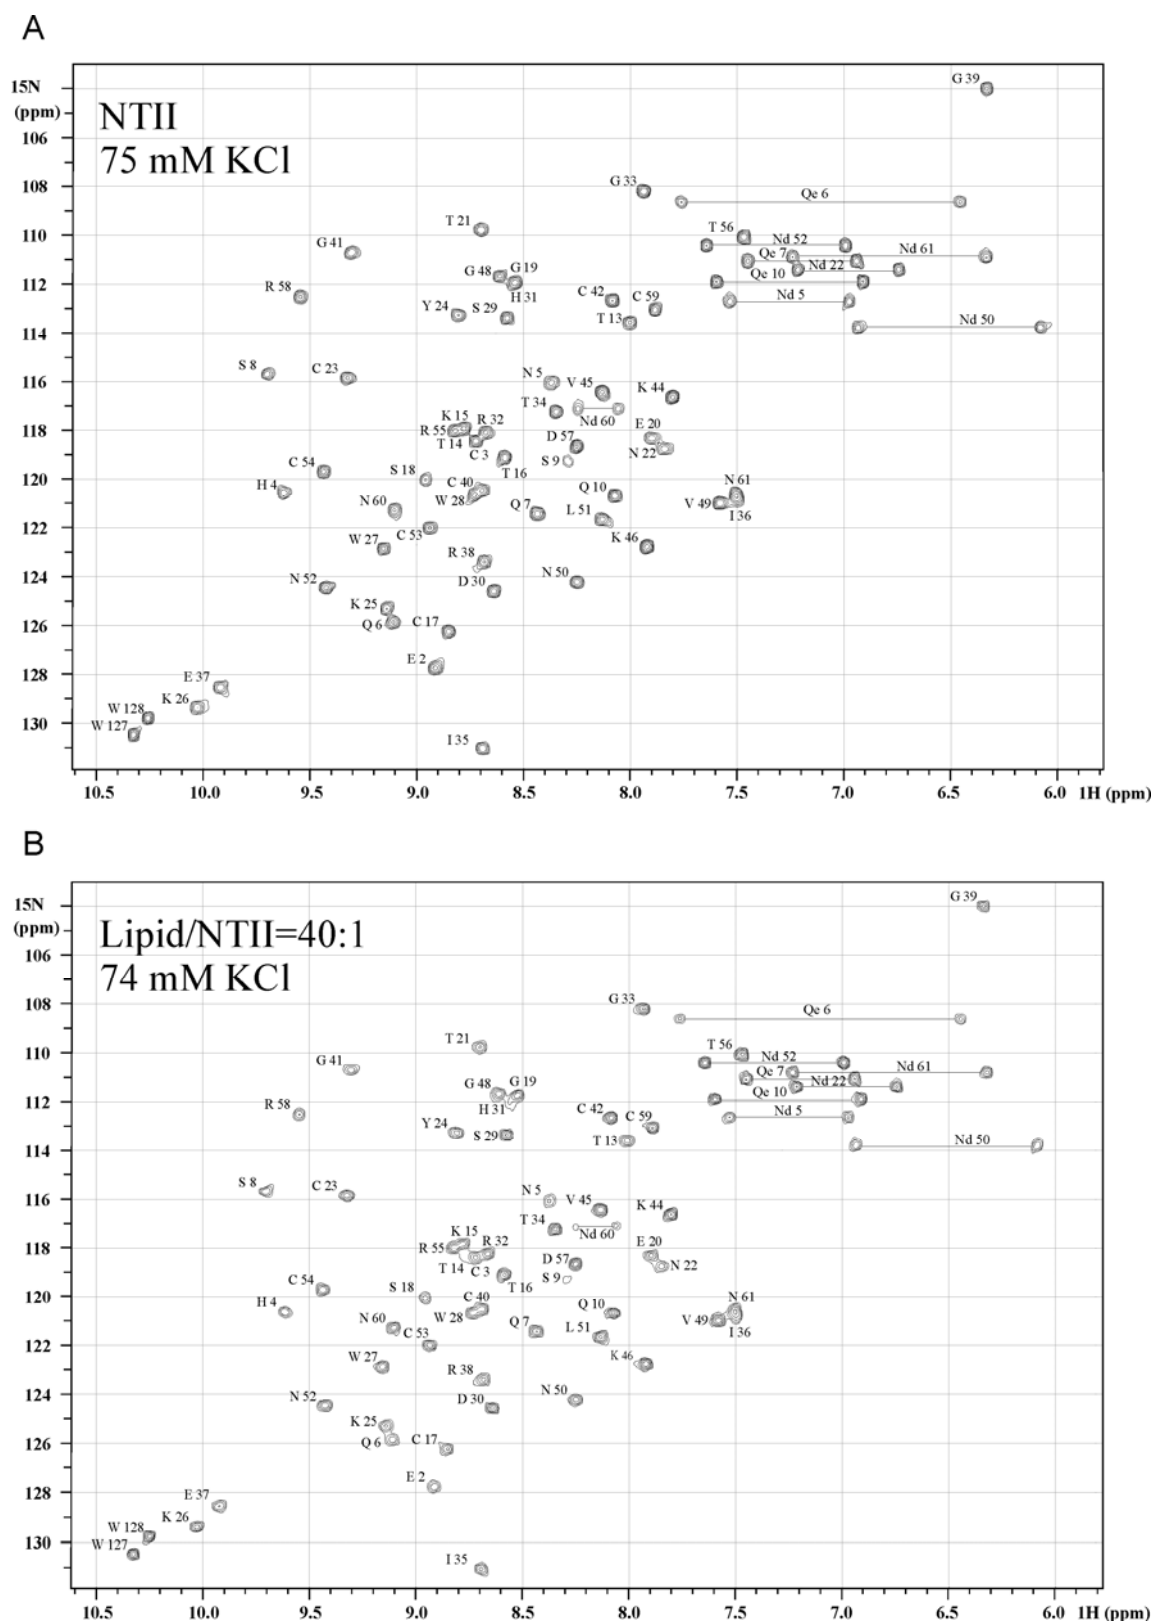 A
15N
(ppm)
NTII
75 mM KCl
G 39
106
108
G 33
Qe 6
110
T 21
T 56
Nd 52
G 41
Qe 7
Nd 61
Nd 22
G 48
G 19
112
Qe 10
R 58
H 31
C 42
C 59
Nd 5
Y 24
S 29
T 13
114
Nd 50
S 8
C 23
N 5
116
V 45
K 44
T 34
K 15
R 32
Nd 60
E 20
118
R 55
T 14
D 57
C 3
S 9
N 22
C 54
T 16
S 18
120
H 4
C 40
Q 10
N 61
N 60
W 28
Q 7
V 49
L 51
I 36
122
C 53
W 27
K 46
R 38
124
N 52
D 30
N 50
K 25
126
Q 6
C 17
E 2
128
E 37
K 26
W 128
130
W 127
I 35
10.5 10.0 9.5 9.0 8.5 8.0 7.5 7.0 6.5 6.0 1H (ppm)
B
15N
(ppm)
Lipid/NTII=40:1
74 mM KCl
G 39
106
108
G 33
Qe 6
110
T 21
T 56
Nd 52
G 41
Qe 7
Nd 61
Nd 22
G 48
G 19
112
Qe 10
R 58
H 31
C 42
C 59
Nd 5
Y 24
S 29
T 13
114
Nd 50
S 8
C 23
N 5
116
V 45
K 44
T 34
K 15
Nd 60
R 32
118
R 55
E 20
T 14
C 3
D 57
N 22
C 54
T 16
S 9
S 18
120
H 4
C 40
Q 10
N 61
N 60
W 28
Q 7
V 49
C 53
L 51
I 36
122
W 27
K 46
R 38
124
N 52
D 30
N 50
K 25
126
Q 6
C 17
E 2
128
E 37
K 26
W 128
130
W 127
I 35
10.5 10.0 9.5 9.0 8.5 8.0 7.5 7.0 6.5 6.0 1H (ppm)